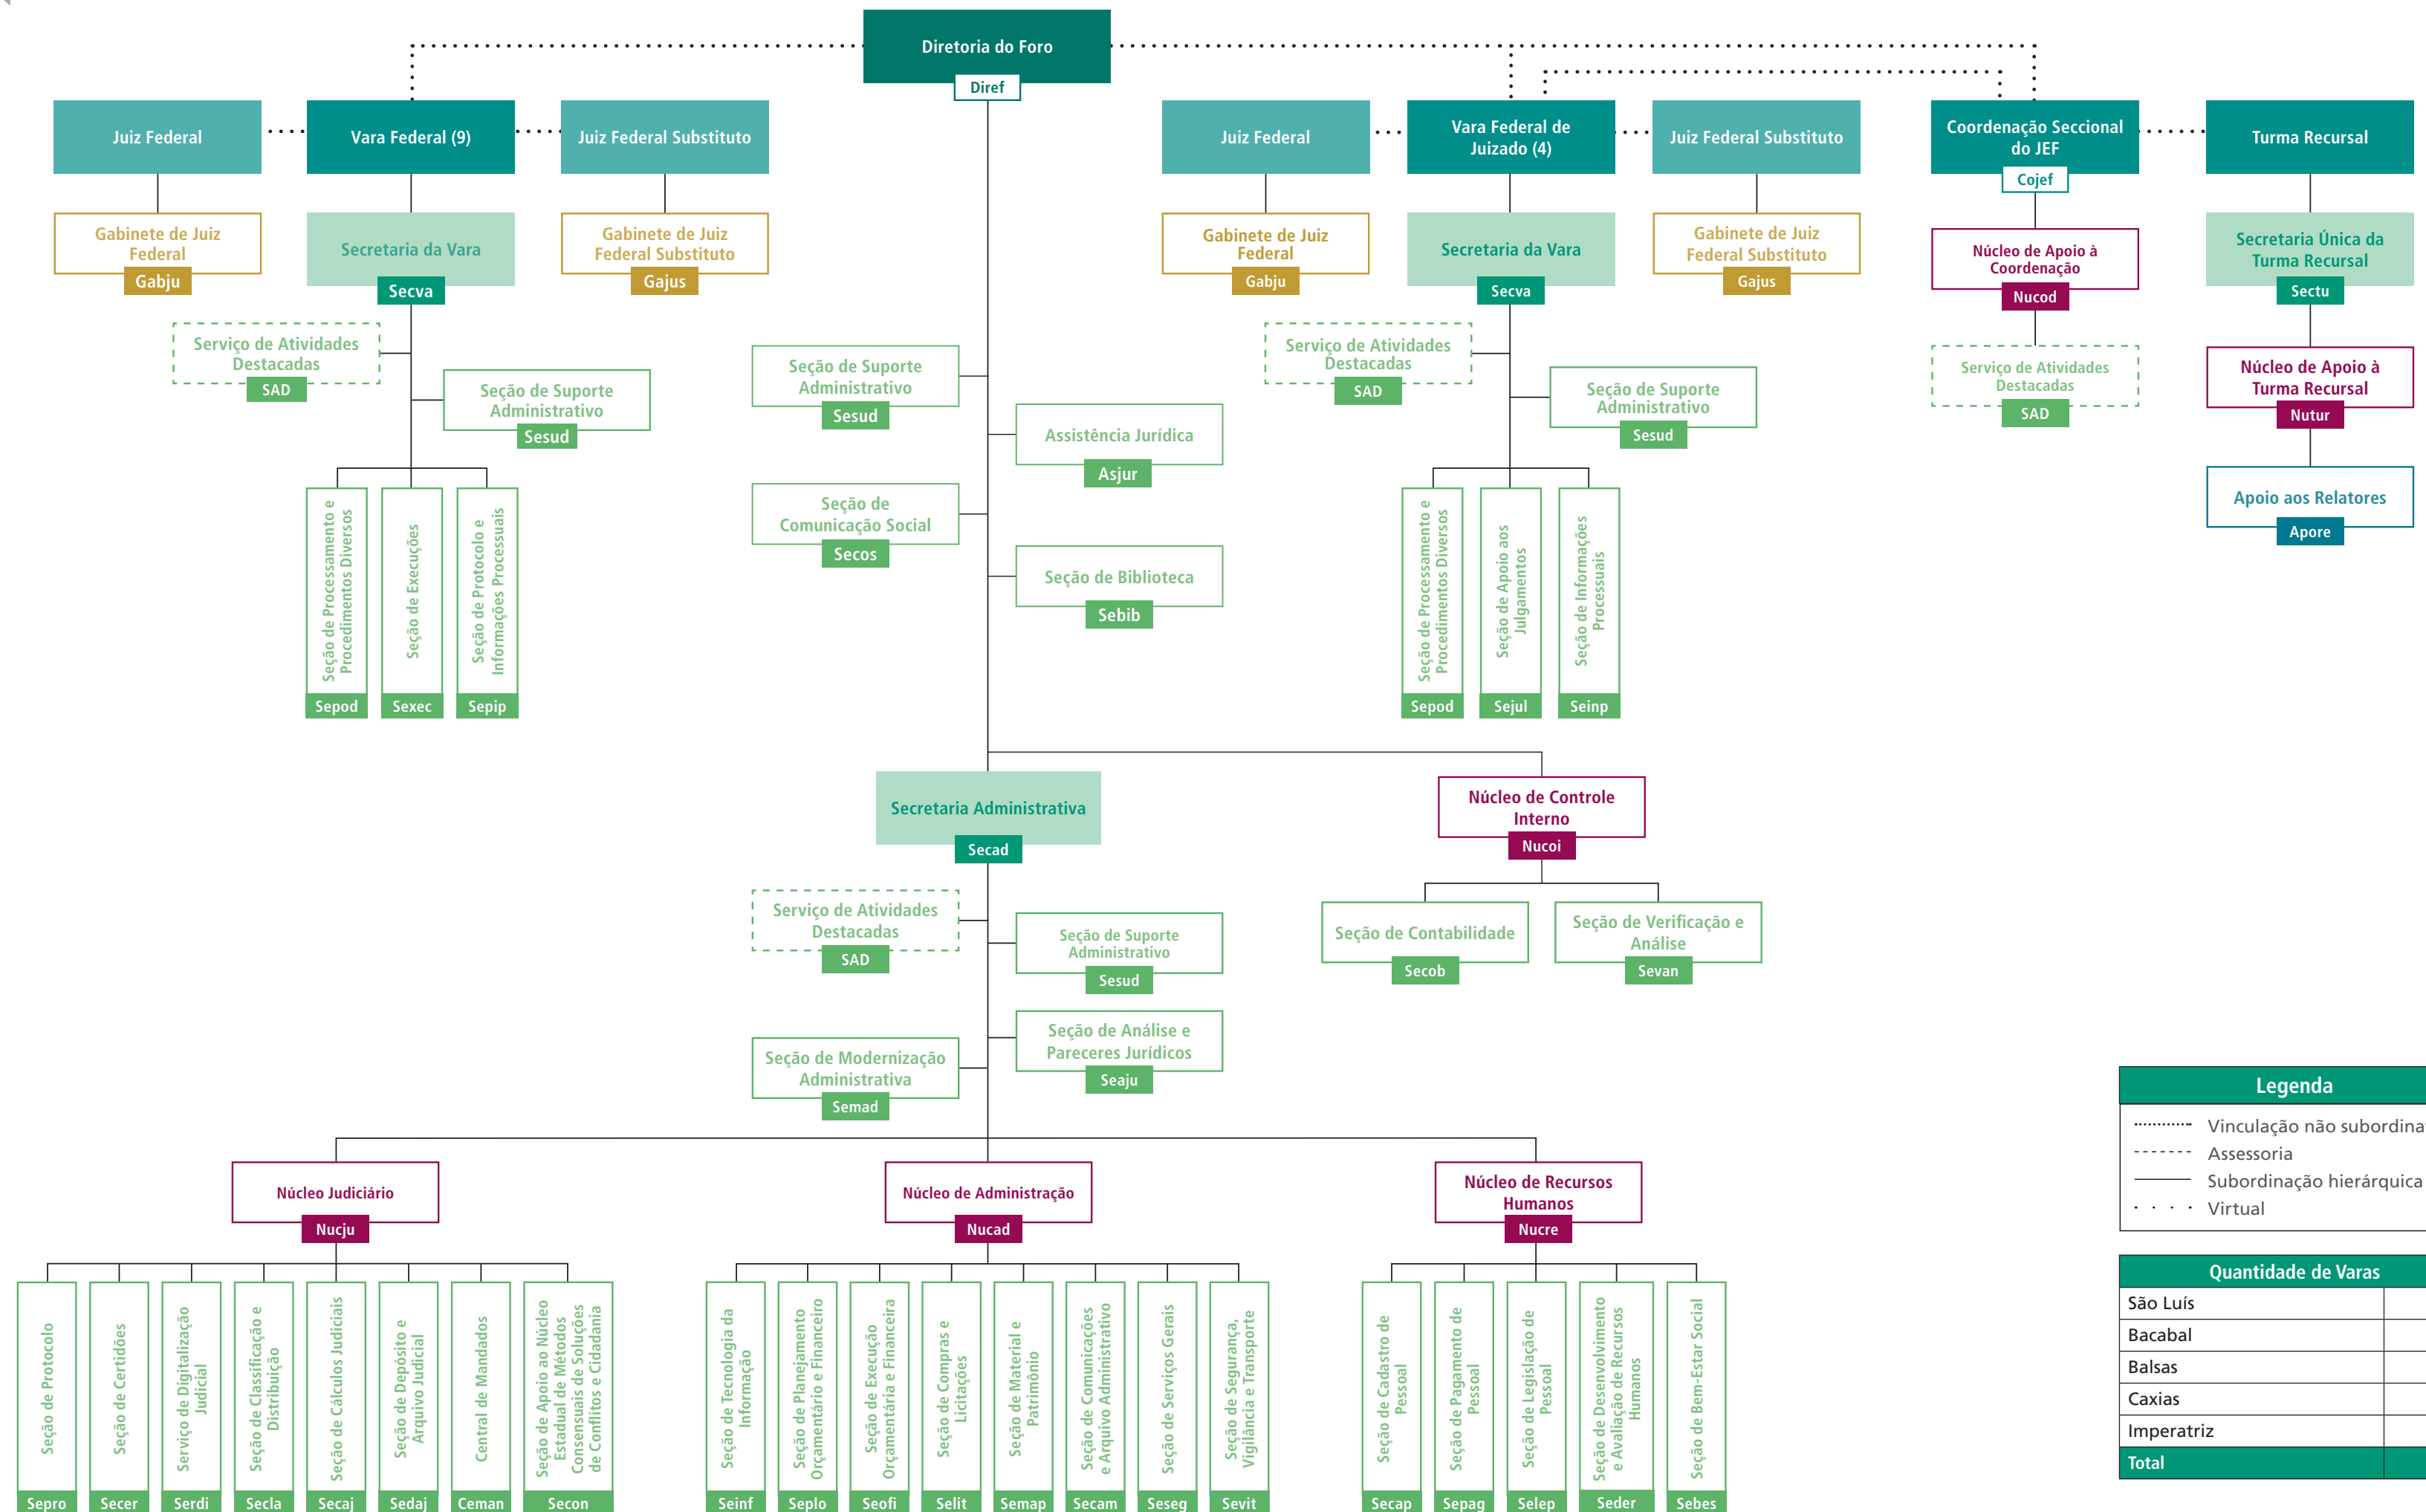 Diretoria do Foro
Diref
Juiz Federal
Vara Federal (9)
Juiz Federal Substituto
Juiz Federal
Vara Federal de
Juizado (4)
Juiz Federal Substituto
Coordenação Seccional
do JEF
Cojef
Turma Recursal
Gabinete de Juiz
Federal
Gabju
Secretaria da Vara
Secva
Gabinete de Juiz
Federal Substituto
Gajus
Gabinete de Juiz
Federal
Gabju
Secretaria da Vara
Secva
Gabinete de Juiz
Federal Substituto
Gajus
Núcleo de Apoio à
Coordenação
Nucod
Secretaria Única da
Turma Recursal
Sectu
Serviço de Atividades
Destacadas
SAD
Seção de Suporte
Administrativo
Sesud
Seção de Suporte
Administrativo
Sesud
Assistência Jurídica
Asjur
Seção de
Comunicação Social
Secos
Seção de Biblioteca
Sebib
Serviço de Atividades
Destacadas
SAD
Seção de Suporte
Administrativo
Sesud
Serviço de Atividades
Destacadas
SAD
Núcleo de Apoio à
Turma Recursal
Nutur
Apoio aos Relatores
Apore
Seção de Processamento e
Procedimentos Diversos
Sepod
Seção de Execuções
Sexec
Seção de Protocolo e
Informações Processuais
Sepip
Seção de Processamento e
Procedimentos Diversos
Sepod
Seção de Apoio aos
Julgamentos
Sejul
Seção de Informações
Processuais
Seinp
Secretaria Administrativa
Secad
Núcleo de Controle
Interno
Nucoi
Serviço de Atividades
Destacadas
SAD
Seção de Suporte
Administrativo
Sesud
Seção de Contabilidade
Secob
Seção de Verificação e
Análise
Sevan
Seção de Modernização
Administrativa
Semad
Seção de Análise e
Pareceres Jurídicos
Seaju
Núcleo Judiciário
Nucju
Núcleo de Administração
Nucad
Núcleo de Recursos
Humanos
Nucre
Seção de Protocolo
Sepro
Seção de Certidões
Secer
Serviço de Digitalização
Judicial
Serdi
Seção de Classificação e
Distribuição
Secla
Seção de Cálculos Judiciais
Secaj
Seção de Depósito e
Arquivo Judicial
Sedaj
Central de Mandados
Ceman
Seção de Apoio ao Núcleo
Estadual de Métodos
Consensuais de Soluções
de Conflitos e Cidadania
Secon
Seção de Tecnologia da
Informação
Seinf
Seção de Planejamento
Orçamentário e Financeiro
Seplo
Seção de Execução
Orçamentária e Financeira
Seofi
Seção de Compras e
Licitações
Selit
Seção de Material e
Patrimônio
Semap
Seção de Comunicações
e Arquivo Administrativo
Secam
Seção de Serviços Gerais
Seseg
Seção de Segurança,
Vigilância e Transporte
Sevit
Seção de Cadastro de
Pessoal
Secap
Seção de Pagamento de
Pessoal
Sepag
Seção de Legislação de
Pessoal
Selep
Seção de Desenvolvimento
e Avaliação de Recursos
Humanos
Seder
Seção de Bem-Estar Social
Sebes
Legenda
Vinculação não
Assessoria
Subordinação hierárquica
Virtual
Quantidade de Varas
São Luís
Bacabal
Balsas
Caxias
Imperatriz
Total